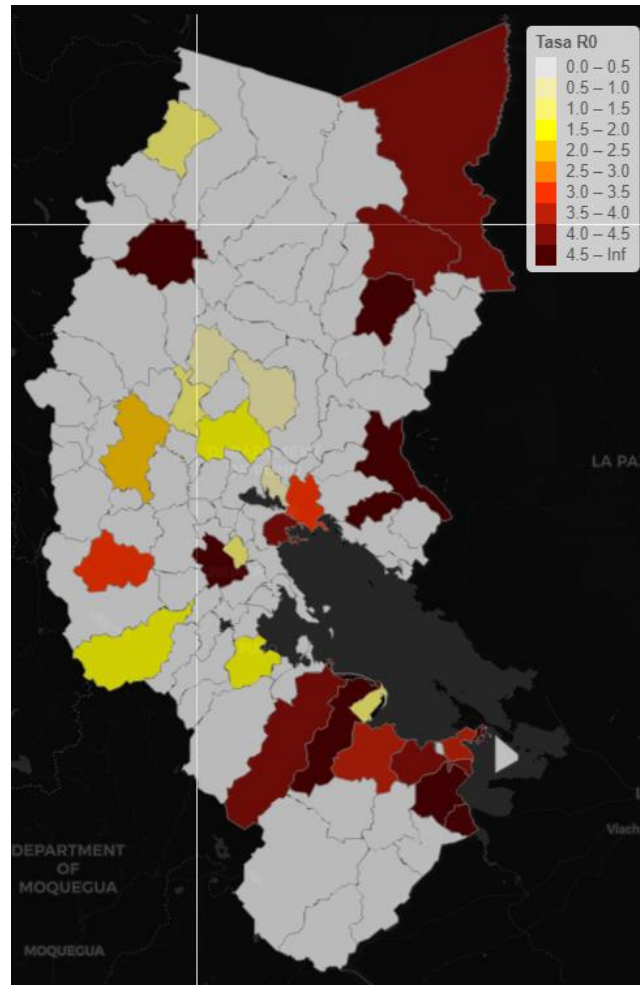 Tasa R0
0.0 – 0.5
0.5 – 1.0
1.0 – 1.5
1.5 – 2.0
2.0 – 2.5
2.5 – 3.0
3.0 – 3.5
3.5 – 4.0
4.0 – 4.5
4.5 – Inf
LA PA
Viach
DEPARTMENT
OF
MOQUEGUA
MOQUEGUA